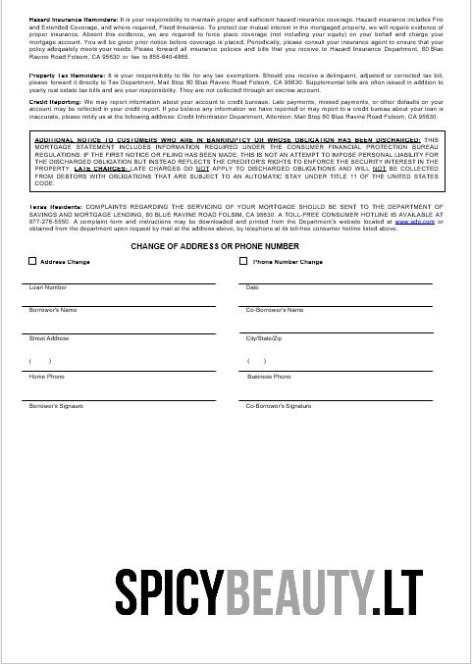 Hazard Insurance Reminders: It is your responsibility to maintain proper and sufficient hazard insurance coverage. Hazard insurance includes Fire
and Extended Coverage, and where required, Flood Insurance. To protect our mutual interest in the mortgaged property, we will require evidence of
proper insurance. Absent this evidence, we are required to force place coverage (not including your equity) on your behalf and charge your
mortgage account. You will be given prior notice before coverage is placed. Periodically, please consult your insurance agent to ensure that your
policy adequately meets your needs. Please forward all insurance policies and bills that you receive to Hazard Insurance Department, 80 Blue
Ravine Road Folsom, CA 95630 or fax to 855-640-4855.
Property Tax Reminders: It is your responsibility to file for any tax exemptions. Should you receive a delinquent, adjusted or corrected tax bill,
please forward it directly to Tax Department, Mail Stop 80 Blue Ravine Road Folsom, CA 95630. Supplemental bills are often issued in addition to
yearly real estate tax bills and are your responsibility. They are not collected through an escrow account.
Credit Reporting: We may report information about your account to credit bureaus. Late payments, missed payments, or other defaults on your
account may be reflected in your credit report. If you believe any information we have reported or may report to a credit bureau about your loan is
inaccurate, please notify us at the following address: Credit Information Department, Attention: Mail Stop 80 Blue Ravine Road Folsom, CA 95630.
ADDITIONAL NOTICE TO CUSTOMERS WHO ARE IN BANKRUPTCY OR WHOSE OBLIGATION HAS BEEN DISCHARGED: THIS
MORTGAGE STATEMENT INCLUDES INFORMATION REQUIRED UNDER THE CONSUMER FINANCIAL PROTECTION BUREAU
REGULATIONS. IF THE FIRST NOTICE OR FILING HAS BEEN MADE, THIS IS NOT AN ATTEMPT TO IMPOSE PERSONAL LIABILITY FOR
THE DISCHARGED OBLIGATION BUT INSTEAD REFLECTS THE CREDITOR'S RIGHTS TO ENFORCE THE SECURITY INTEREST IN THE
PROPERTY. LATE CHARGES: LATE CHARGES DO NOT APPLY TO DISCHARGED OBLIGATIONS AND WILL NOT BE COLLECTED
FROM DEBTORS WITH OBLIGATIONS THAT ARE SUBJECT TO AN AUTOMATIC STAY UNDER TITLE 11 OF THE UNITED STATES
CODE.
Texas Residents: COMPLAINTS REGARDING THE SERVICING OF YOUR MORTGAGE SHOULD BE SENT TO THE DEPARTMENT OF
SAVINGS AND MORTGAGE LENDING, 80 BLUE RAVINE ROAD FOLSIM, CA 95630. A TOLL-FREE CONSUMER HOTLINE IS AVAILABLE AT
877-276-5550. A complaint form and instructions may be downloaded and printed from the Department's website located at www.adp.com or
obtained from the department upon request by mail at the address above, by telephone at its toll-free consumer hotline listed above.
CHANGE OF ADDRESS OR PHONE NUMBER
Address Change Phone Number Change
Loan Number Date
Borrower's Name Co-Borrower's Name
Street Address City/State/Zip
( ) ( )
Home Phone Business Phone
Borrower's Signaure Co-Borrower's Signature
SPICYBEAUTY.LT